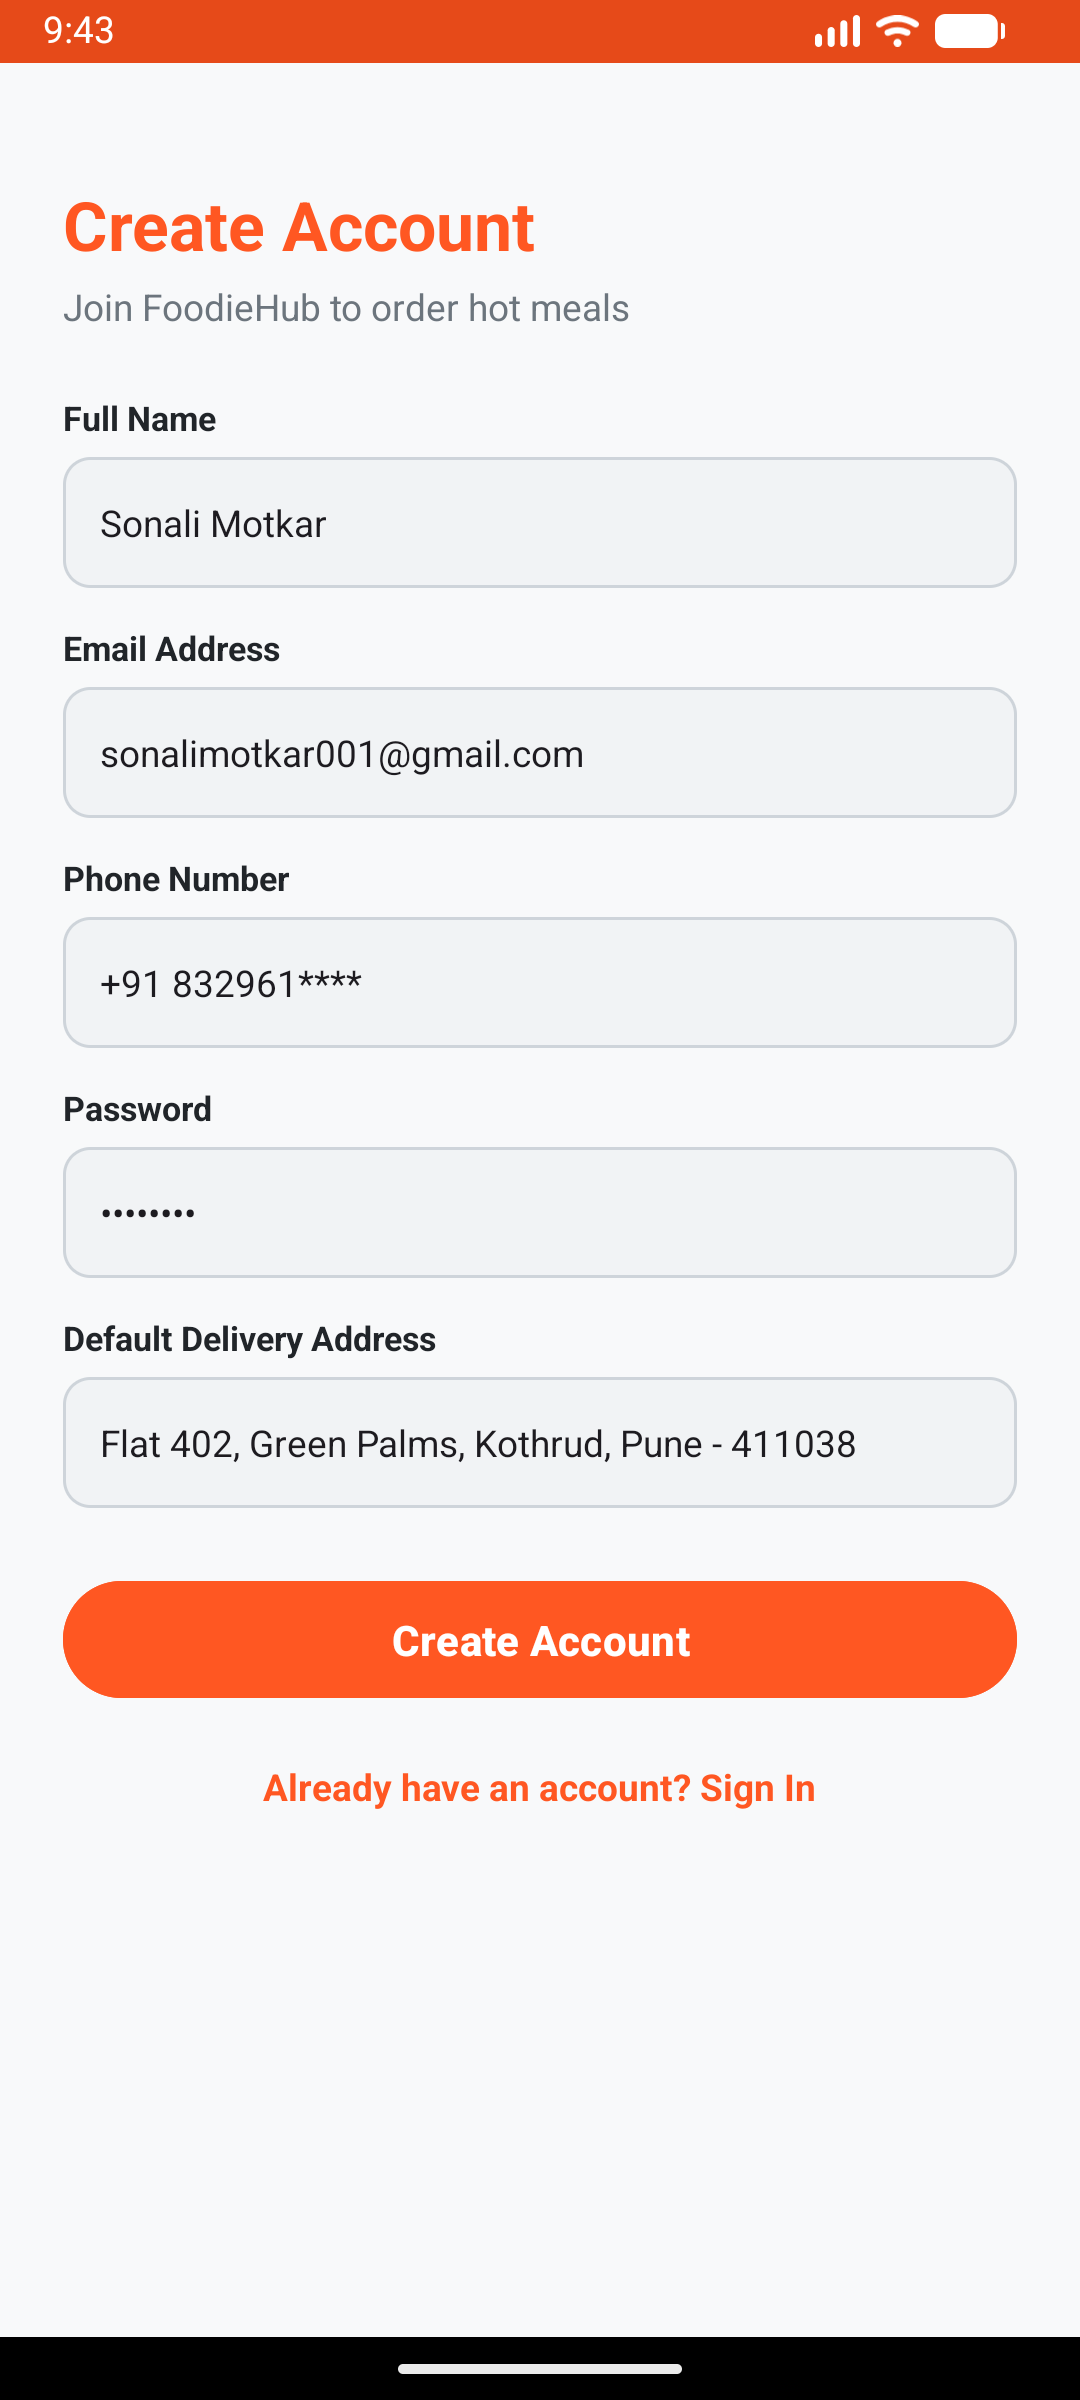 9:43
Create Account
Join FoodieHub to order hot meals
Full Name
Sonali Motkar
Email Address
sonalimotkar001@gmail.com
Phone Number
+91 832961****
Password
••••••••
Default Delivery Address
Flat 402, Green Palms, Kothrud, Pune - 411038
Create Account
Already have an account? Sign In